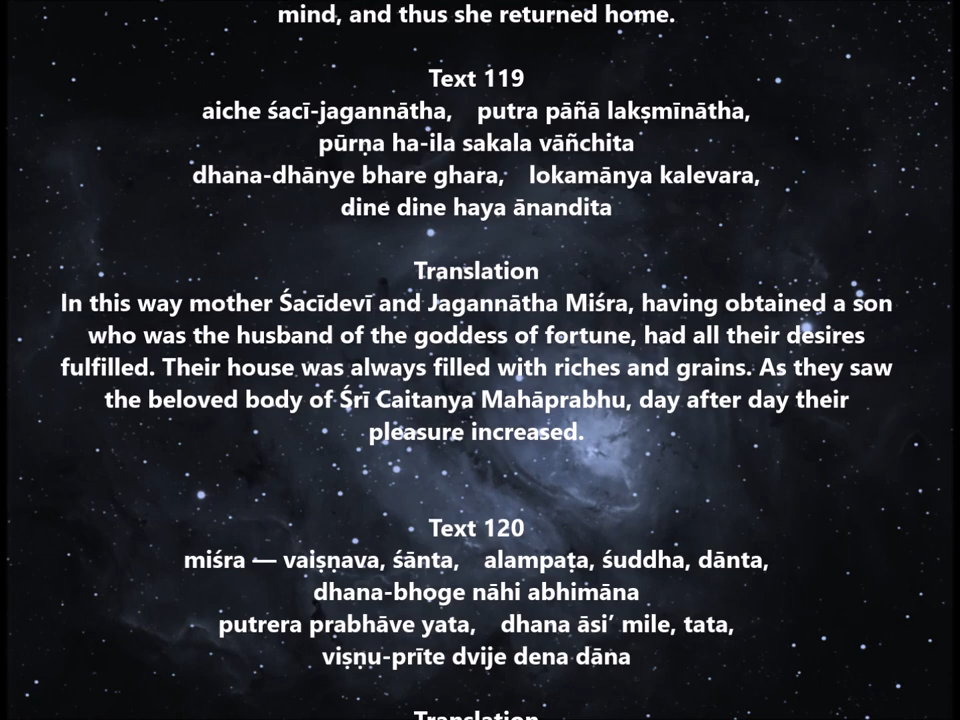 mind, and thus she returned home.
Text 119
aiche śacī-jagannātha, putra pāñā lakṣmīnātha,
pūrṇa ha-ila sakala vāñchita
dhana-dhānye bhare ghara, lokamānya kalevara,
dine dine haya ānandita
Translation
In this way mother Śacīdevī and Jagannātha Miśra, having obtained a son
who was the husband of the goddess of fortune, had all their desires
fulfilled. Their house was always filled with riches and grains. As they saw
the beloved body of Śrī Caitanya Mahāprabhu, day after day their
pleasure increased.
Text 120
miśra — vaiṣṇava, śānta, alampaṭa, śuddha, dānta,
dhana-bhoge nāhi abhimāna
putrera prabhāve yata, dhana āsi’ mile, tata,
viṣṇu-prīte dvije dena dāna
Translation